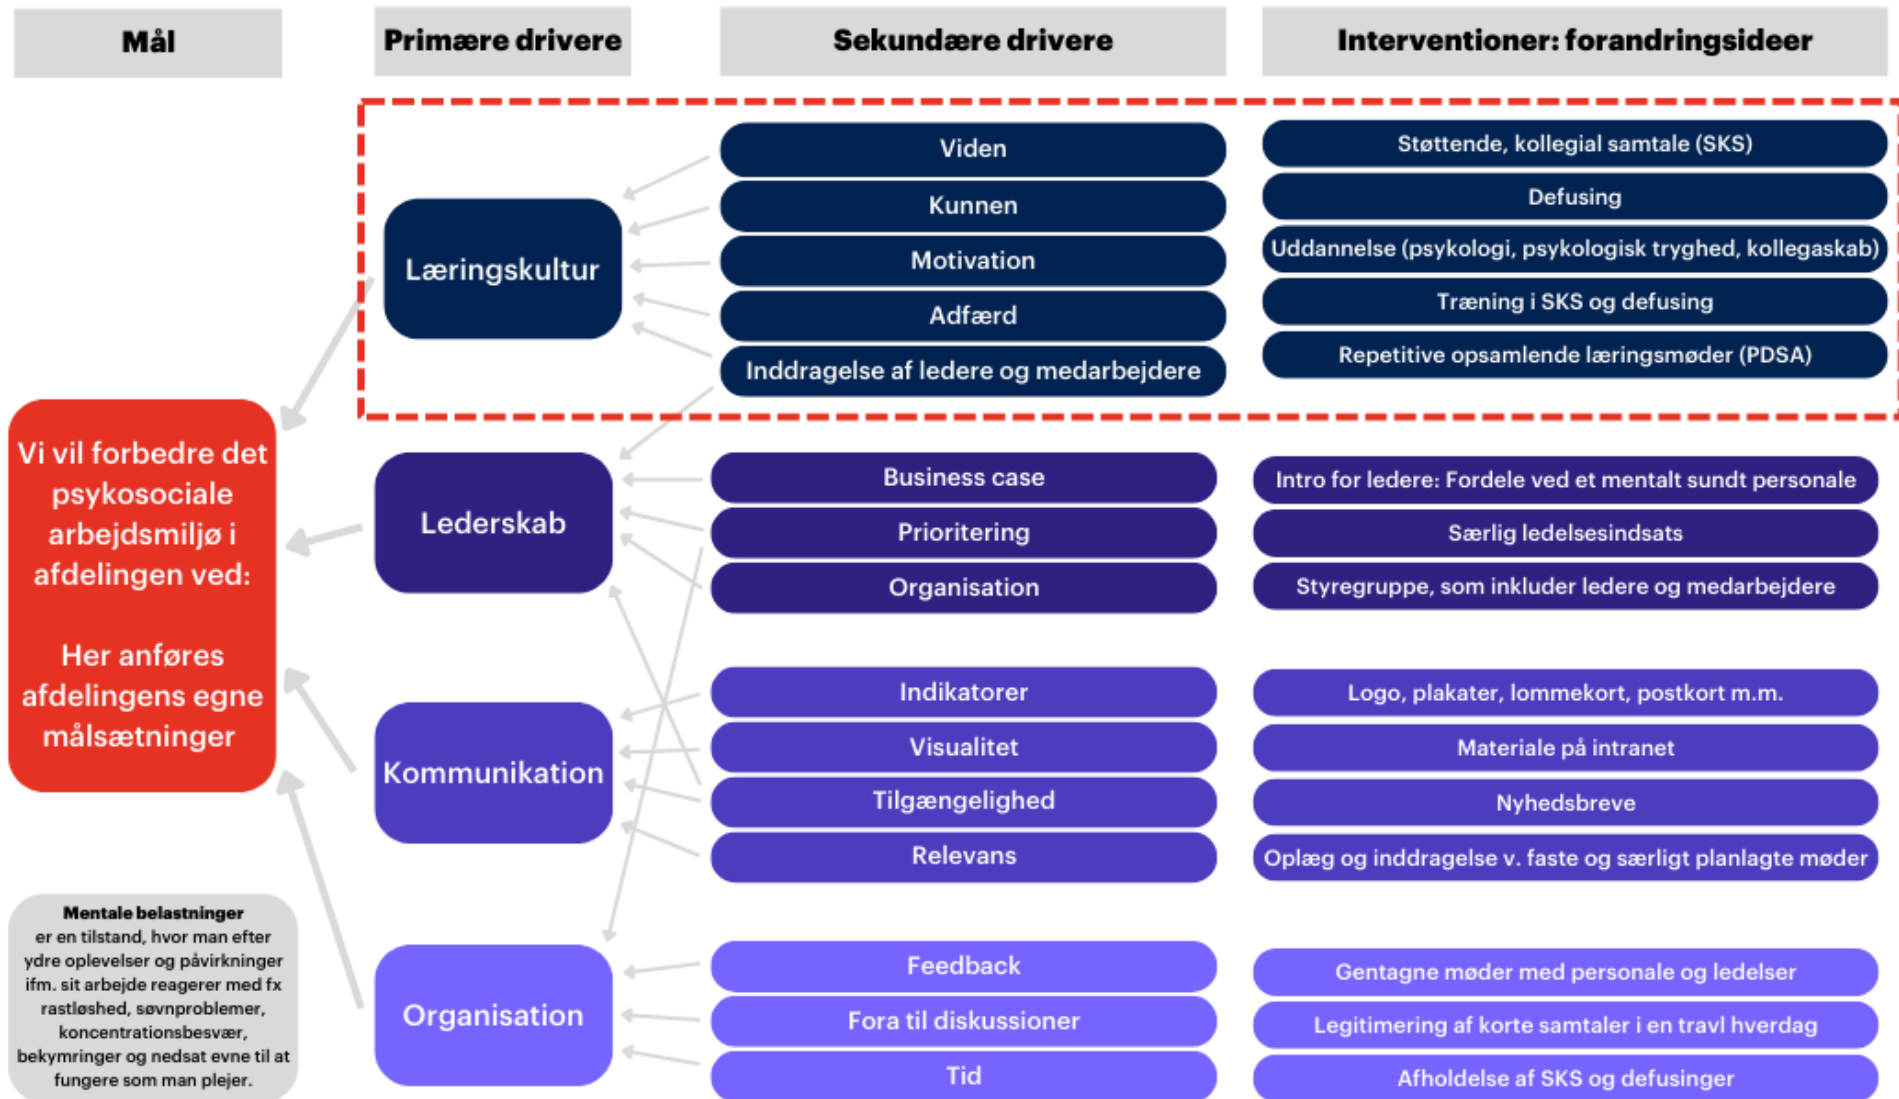 Mål
Primære drivere
Sekundære drivere
Interventioner: forandringsideer
Læringskultur
Viden
Kunnen
Motivation
Adfærd
Inddragelse af ledere og medarbejdere
Støttende, kollegial samtale (SKS)
Defusing
Uddannelse (psykologi, psykologisk tryghed, kollegaskab)
Træning i SKS og defusing
Repetitive opsamlende læringsmøder (PDSA)
Vi vil forbedre det
psykosociale
arbejdsmiljø i
afdelingen ved:
Her anføres
afdelingens egne
målsætninger
Lederskab
Business case
Prioritering
Organisation
Intro for ledere: Fordele ved et mentalt sundt personale
Særlig ledelsesindsats
Styregruppe, som inkluder ledere og medarbejdere
Kommunikation
Indikatorer
Visualitet
Tilgængelighed
Relevans
Logo, plakater, lommekort, postkort m.m.
Materiale på intranet
Nyhedsbreve
Oplæg og inddragelse v. faste og særligt planlagte møder
Mentale belastninger
er en tilstand, hvor man efter
ydre oplevelser og påvirkninger
ifm. sit arbejde reagerer med fx
rastløshed, søvnproblemer,
koncentrationsbesvær,
bekymringer og nedsat evne til at
fungere som man plejer.
Organisation
Feedback
Fora til diskussioner
Tid
Gentagne møder med personale og ledelser
Legitimering af korte samtaler i en travl hverdag
Afholdelse af SKS og defusinger